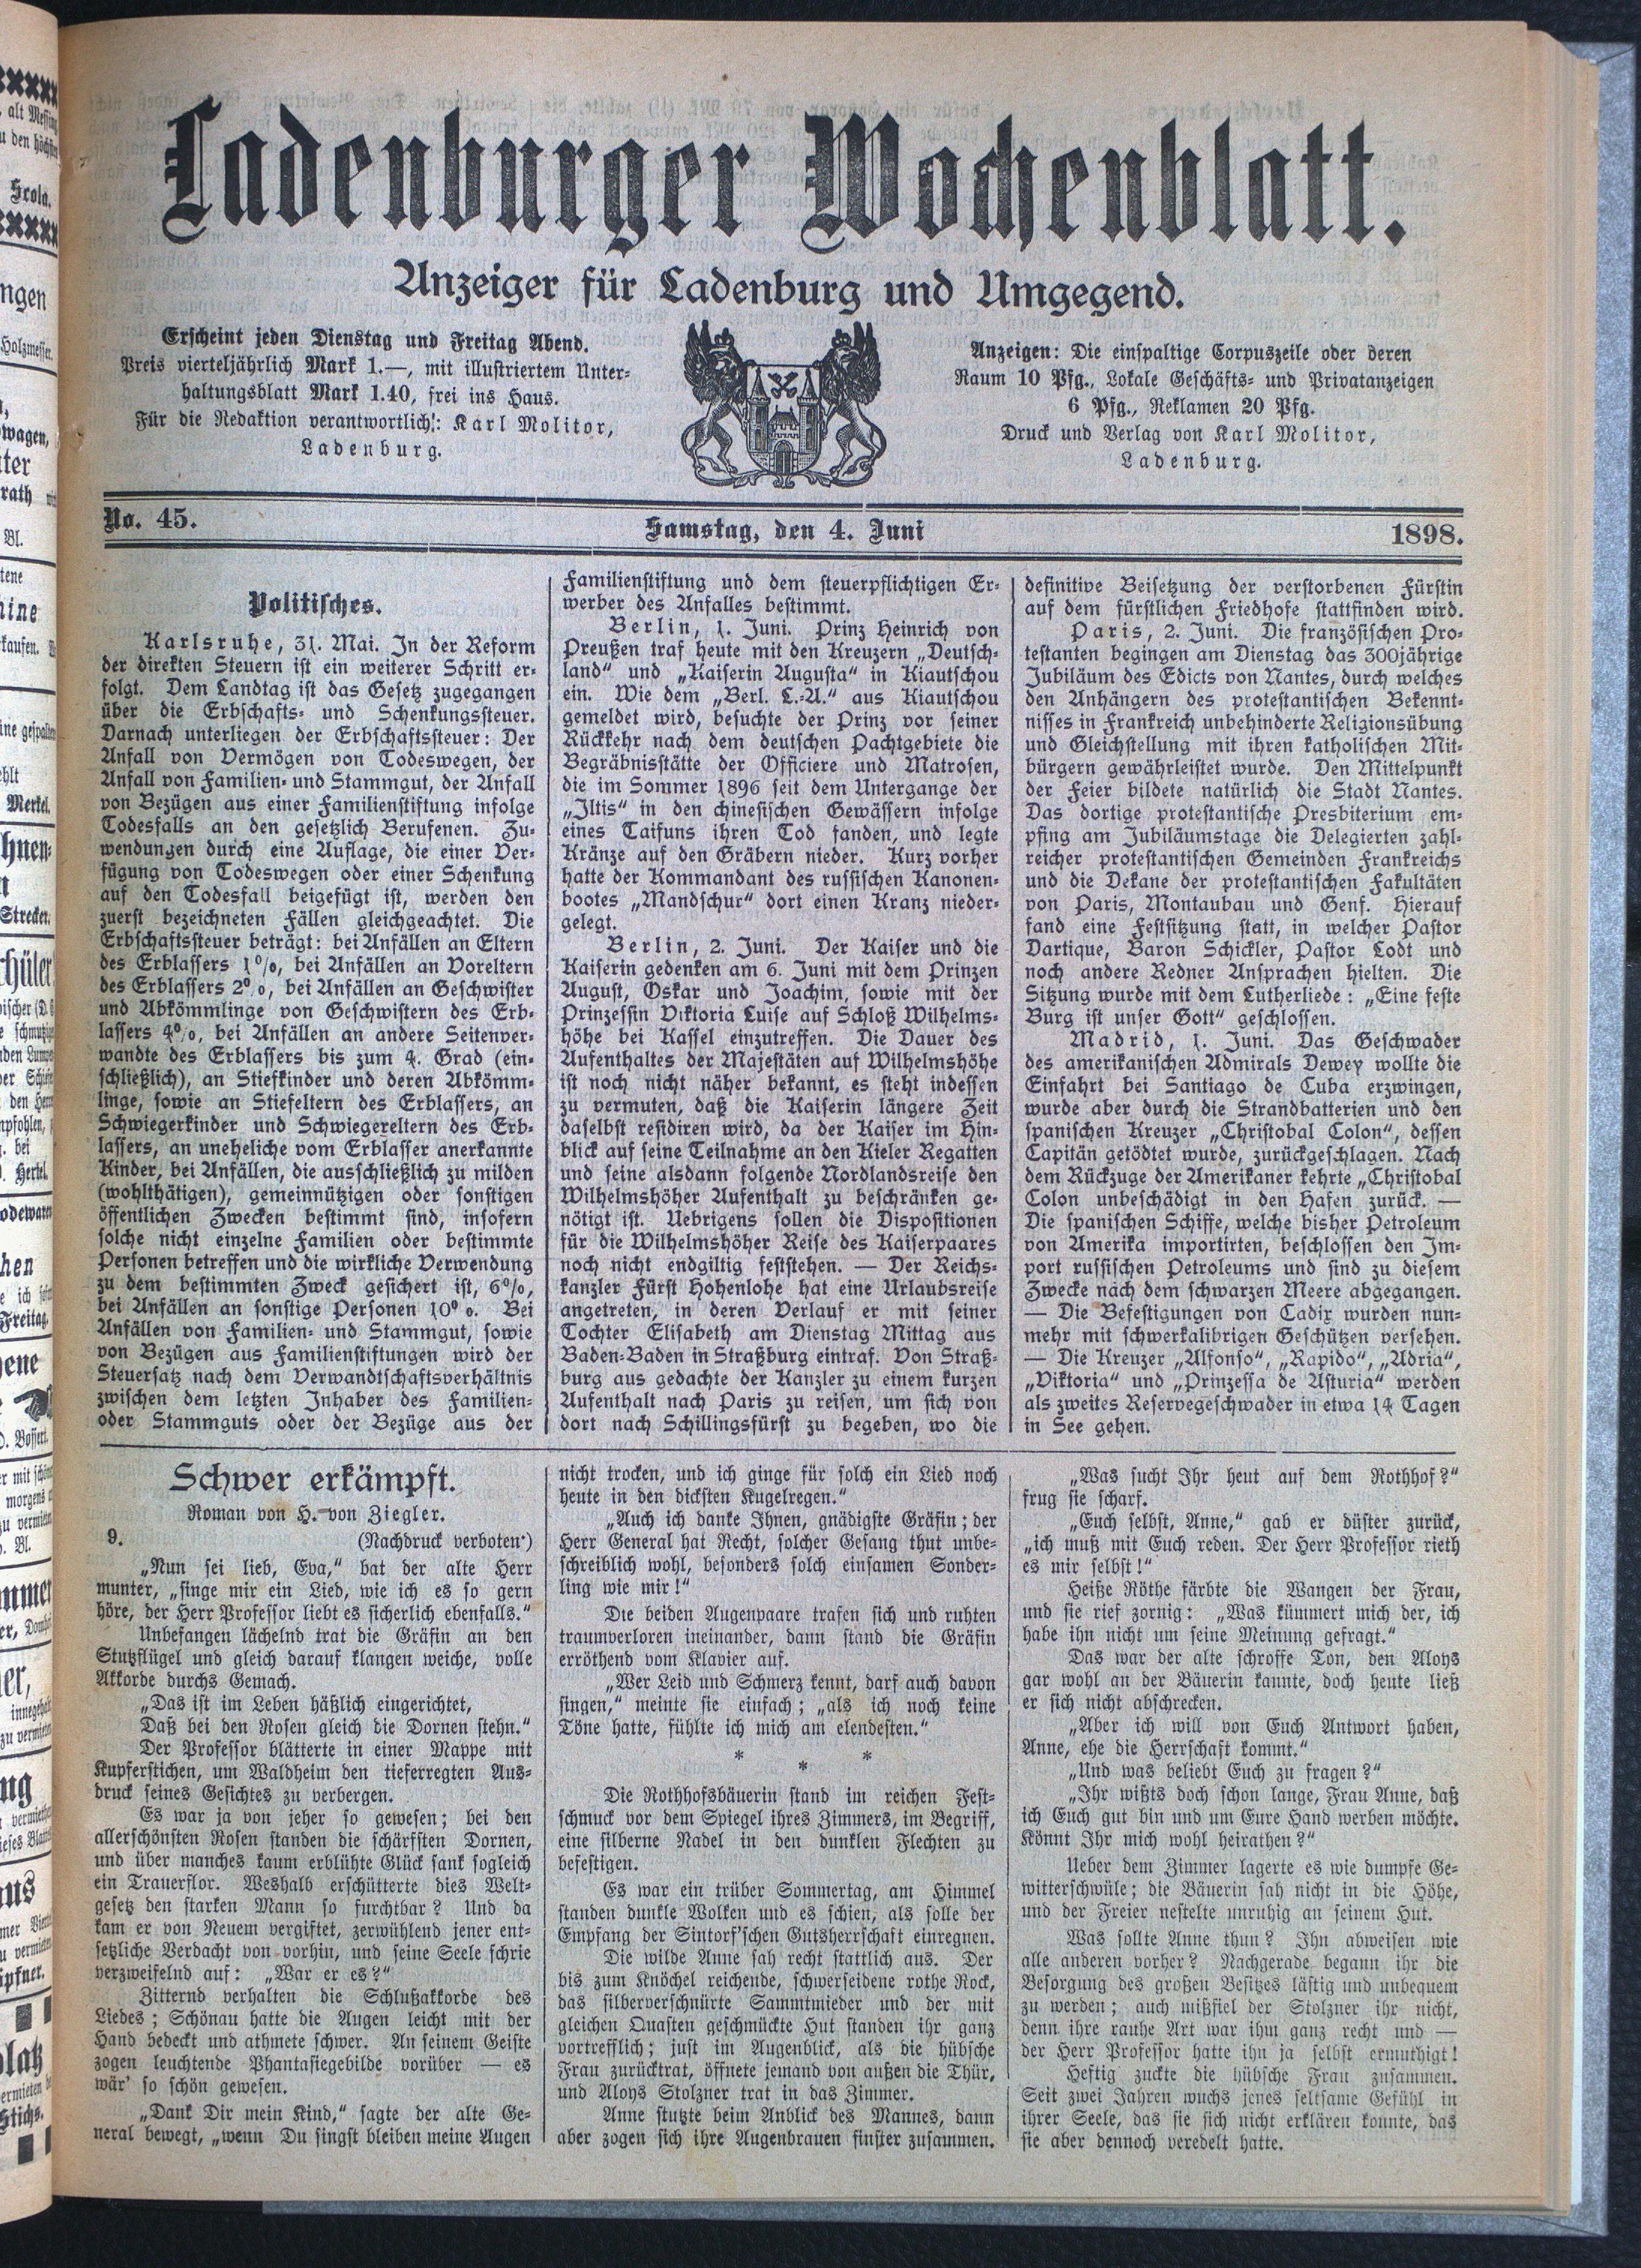 Ladenburger Wochenblatt.
Anzeiger für Ladenburg und Umgegend.
Erscheint jeden Dienstag und Freitag Abend.
Preis vierteljährlich Mark 1.—, mit illustriertem Unter-
haltungsblatt Mark 1.40, frei ins Haus.
Für die Redaktion verantwortlich: Karl Molitor,
Ladenburg.
Anzeigen: Die einspaltige Corpuszeile oder deren
Raum 10 Pfg., Lokale Geschäfts- und Privatanzeigen
6 Pfg., Reklamen 20 Pfg.
Druck und Verlag von Karl Molitor,
Ladenburg.
No. 45.
Samstag, den 4. Juni
1898.
Politisches.
Karlsruhe, 31. Mai. In der Reform
der direkten Steuern ist ein weiterer Schritt er-
folgt. Dem Landtag ist das Gesetz zugegangen
über die Erbschafts- und Schenkungssteuer.
Darnach unterliegen der Erbschaftssteuer: Der
Anfall von Vermögen von Todeswegen, der
Anfall von Familien- und Stammgut, der Anfall
von Bezügen aus einer Familienstiftung infolge
Todesfalls an den gesetzlich Berufenen. Zu-
wendungen durch eine Auflage, die einer Ver-
fügung von Todeswegen oder einer Schenkung
auf den Todesfall beigefügt ist, werden den
zuerst bezeichneten Fällen gleichgeachtet. Die
Erbschaftssteuer beträgt: bei Anfällen an Eltern
des Erblassers 1%, bei Anfällen an Voreltern
des Erblassers 2%, bei Anfällen an Geschwister
und Abkömmlinge von Geschwistern des Erb-
lassers 4%, bei Anfällen an andere Seitenver-
wandte des Erblassers bis zum 4. Grad (ein-
schließlich), an Stiefkinder und deren Abkömm-
linge, sowie an Stiefeltern des Erblassers, an
Schwiegerkinder und Schwiegereltern des Erb-
lassers, an uneheliche vom Erblasser anerkannte
Kinder, bei Anfällen, die ausschließlich zu milden
(wohlthätigen), gemeinnützigen oder sonstigen
öffentlichen Zwecken bestimmt sind, insofern
solche nicht einzelne Familien oder bestimmte
Personen betreffen und die wirkliche Verwendung
zu dem bestimmten Zweck gesichert ist, 6%,
bei Anfällen an sonstige Personen 10%. Bei
Anfällen von Familien- und Stammgut, sowie
von Bezügen aus Familienstiftungen wird der
Steuersatz nach dem Verwandtschaftsverhältnis
zwischen dem letzten Inhaber des Familien-
oder Stammguts oder der Bezüge aus der
Familienstiftung und dem steuerpflichtigen Er-
werber des Anfalles bestimmt.
Berlin, 1. Juni. Prinz Heinrich von
Preußen traf heute mit den Kreuzern „Deutsch-
land“ und „Kaiserin Augusta“ in Kiautschou
ein. Wie dem „Berl. L.-A.“ aus Kiautschou
gemeldet wird, besuchte der Prinz vor seiner
Rückkehr nach dem deutschen Pachtgebiete die
Begräbnisstätte der Officiere und Matrosen,
die im Sommer 1896 seit dem Untergange der
„Iltis“ in den chinesischen Gewässern infolge
eines Taifuns ihren Tod fanden, und legte
Kränze auf den Gräbern nieder. Kurz vorher
hatte der Kommandant des russischen Kanonen-
bootes „Mandschur“ dort einen Kranz nieder-
gelegt.
Berlin, 2. Juni. Der Kaiser und die
Kaiserin gedenken am 6. Juni mit dem Prinzen
August, Oskar und Joachim, sowie mit der
Prinzessin Viktoria Luise auf Schloß Wilhelms-
höhe bei Kassel einzutreffen. Die Dauer des
Aufenthaltes der Majestäten auf Wilhelmshöhe
ist noch nicht näher bekannt, es steht indessen
zu vermuten, daß die Kaiserin längere Zeit
daselbst residiren wird, da der Kaiser im Hin-
blick auf seine Teilnahme an den Kieler Regatten
und seine alsdann folgende Nordlandsreise den
Wilhelmshöher Aufenthalt zu beschränken ge-
nötigt ist. Uebrigens sollen die Dispositionen
für die Wilhelmshöher Reise des Kaiserpaares
noch nicht endgiltig feststehen. — Der Reichs-
kanzler Fürst Hohenlohe hat eine Urlaubsreise
angetreten, in deren Verlauf er mit seiner
Tochter Elisabeth am Dienstag Mittag aus
Baden-Baden in Straßburg eintraf. Von Straß-
burg aus gedachte der Kanzler zu einem kurzen
Aufenthalt nach Paris zu reisen, um sich von
dort nach Schillingsfürst zu begeben, wo die
definitive Beisetzung der verstorbenen Fürstin
auf dem fürstlichen Friedhofe stattfinden wird.
Paris, 2. Juni. Die französischen Pro-
testanten begingen am Dienstag das 300jährige
Jubiläum des Edicts von Nantes, durch welches
den Anhängern des protestantischen Bekennt-
nisses in Frankreich unbehinderte Religionsübung
und Gleichstellung mit ihren katholischen Mit-
bürgern gewährleistet wurde. Den Mittelpunkt
der Feier bildete natürlich die Stadt Nantes.
Das dortige protestantische Presbiterium em-
pfing am Jubiläumstage die Delegierten zahl-
reicher protestantischen Gemeinden Frankreichs
und die Dekane der protestantischen Fakultäten
von Paris, Montaubau und Genf. Hierauf
fand eine Festsitzung statt, in welcher Pastor
Dartique, Baron Schickler, Pastor Lodt und
noch andere Redner Ansprachen hielten. Die
Sitzung wurde mit dem Lutherliede: „Eine feste
Burg ist unser Gott“ geschlossen.
Madrid, 1. Juni. Das Geschwader
des amerikanischen Admirals Dewey wollte die
Einfahrt bei Santiago de Cuba erzwingen,
wurde aber durch die Strandbatterien und den
spanischen Kreuzer „Christobal Colon“, dessen
Capitän getödtet wurde, zurückgeschlagen. Nach
dem Rückzuge der Amerikaner kehrte „Christobal
Colon unbeschädigt in den Hafen zurück. —
Die spanischen Schiffe, welche bisher Petroleum
von Amerika importirten, beschlossen den Im-
port russischen Petroleums und sind zu diesem
Zwecke nach dem schwarzen Meere abgegangen.
— Die Befestigungen von Cadix wurden nun-
mehr mit schwerkalibrigen Geschützen versehen.
— Die Kreuzer „Alfonso“, „Rapido“, „Adria“,
„Viktoria“ und „Prinzessa de Asturia“ werden
als zweites Reservegeschwader in etwa 14 Tagen
in See gehen.
Schwer erkämpft.
Roman von H. von Ziegler.
9.
(Nachdruck verboten)
„Nun sei lieb, Eva,“ bat der alte Herr
munter, „singe mir ein Lied, wie ich es so gern
höre, der Herr Professor liebt es sicherlich ebenfalls.“
Unbefangen lächelnd trat die Gräfin an den
Stutzflügel und gleich darauf klangen weiche, volle
Akkorde durchs Gemach.
„Das ist im Leben häßlich eingerichtet,
Daß bei den Rosen gleich die Dornen stehn.“
Der Professor blätterte in einer Mappe mit
Kupferstichen, um Waldheim den tieferregten Aus-
druck seines Gesichtes zu verbergen.
Es war ja von jeher so gewesen; bei den
allerschönsten Rosen standen die schärfsten Dornen,
und über manches kaum erblühte Glück sank sogleich
ein Trauerflor. Weshalb erschütterte dies Welt-
gesetz den starken Mann so furchtbar? Und da
kam er von Neuem vergiftet, zerwühlend jener ent-
setzliche Verdacht von vorhin, und seine Seele schrie
verzweifelnd auf: „War er es?“
Zitternd verhalten die Schlußakkorde des
Liedes; Schönau hatte die Augen leicht mit der
Hand bedeckt und athmete schwer. An seinem Geiste
zogen leuchtende Phantasiegebilde vorüber — es
wär’ so schön gewesen.
„Dank Dir mein Kind,“ sagte der alte Ge-
neral bewegt, „wenn Du singst bleiben meine Augen
nicht trocken, und ich ginge für solch ein Lied noch
heute in den dicksten Kugelregen.“
„Auch ich danke Ihnen, gnädigste Gräfin; der
Herr General hat Recht, solcher Gesang thut unbe-
schreiblich wohl, besonders solch einsamen Sonder-
ling wie mir!“
Die beiden Augenpaare trafen sich und ruhten
traumverloren ineinander, dann stand die Gräfin
erröthend vom Klavier auf.
„Wer Leid und Schmerz kennt, darf auch davon
singen,“ meinte sie einfach; „als ich noch keine
Töne hatte, fühlte ich mich am elendesten.“
* * *
Die Rothhofsbäuerin stand im reichen Fest-
schmuck vor dem Spiegel ihres Zimmers, im Begriff,
eine silberne Nadel in den dunklen Flechten zu
befestigen.
Es war ein trüber Sommertag, am Himmel
standen dunkle Wolken und es schien, als solle der
Empfang der Sintorf’schen Gutsherrschaft einregnen.
Die wilde Anne sah recht stattlich aus. Der
bis zum Knöchel reichende, schwerseidene rothe Rock,
das silberverschnürte Sammtmieder und der mit
gleichen Quasten geschmückte Hut standen ihr ganz
vortrefflich; just im Augenblick, als die hübsche
Frau zurücktrat, öffnete jemand von außen die Thür,
und Aloys Stolzner trat in das Zimmer.
Anne stutzte beim Anblick des Mannes, dann
aber zogen sich ihre Augenbrauen finster zusammen.
„Was sucht Ihr heut auf dem Rothhof?“
frug sie scharf.
„Euch selbst, Anne,“ gab er düster zurück,
„ich muß mit Euch reden. Der Herr Professor rieth
es mir selbst!“
Heiße Röthe färbte die Wangen der Frau,
und sie rief zornig: „Was kümmert mich der, ich
habe ihn nicht um seine Meinung gefragt.“
Das war der alte schroffe Ton, den Aloys
gar wohl an der Bäuerin kannte, doch heute ließ
er sich nicht abschrecken.
„Aber ich will von Euch Antwort haben,
Anne, ehe die Herrschaft kommt.“
„Und was beliebt Euch zu fragen?“
„Ihr wißts doch schon lange, Frau Anne, daß
ich Euch gut bin und um Eure Hand werben möchte.
Könnt Ihr mich wohl heirathen?“
Ueber dem Zimmer lagerte es wie dumpfe Ge-
witterschwüle; die Bäuerin sah nicht in die Höhe,
und der Freier nestelte unruhig an seinem Hut.
Was sollte Anne thun? Ihn abweisen wie
alle anderen vorher? Nachgerade begann ihr die
Besorgung des großen Besitzes lästig und unbequem
zu werden; auch mißfiel der Stolzner ihr nicht,
denn ihre rauhe Art war ihm ganz recht und —
der Herr Professor hatte ihn ja selbst ermuthigt!
Heftig zuckte die hübsche Frau zusammen.
Seit zwei Jahren wuchs jenes seltsame Gefühl in
ihrer Seele, das sie sich nicht erklären konnte, das
sie aber dennoch veredelt hatte.